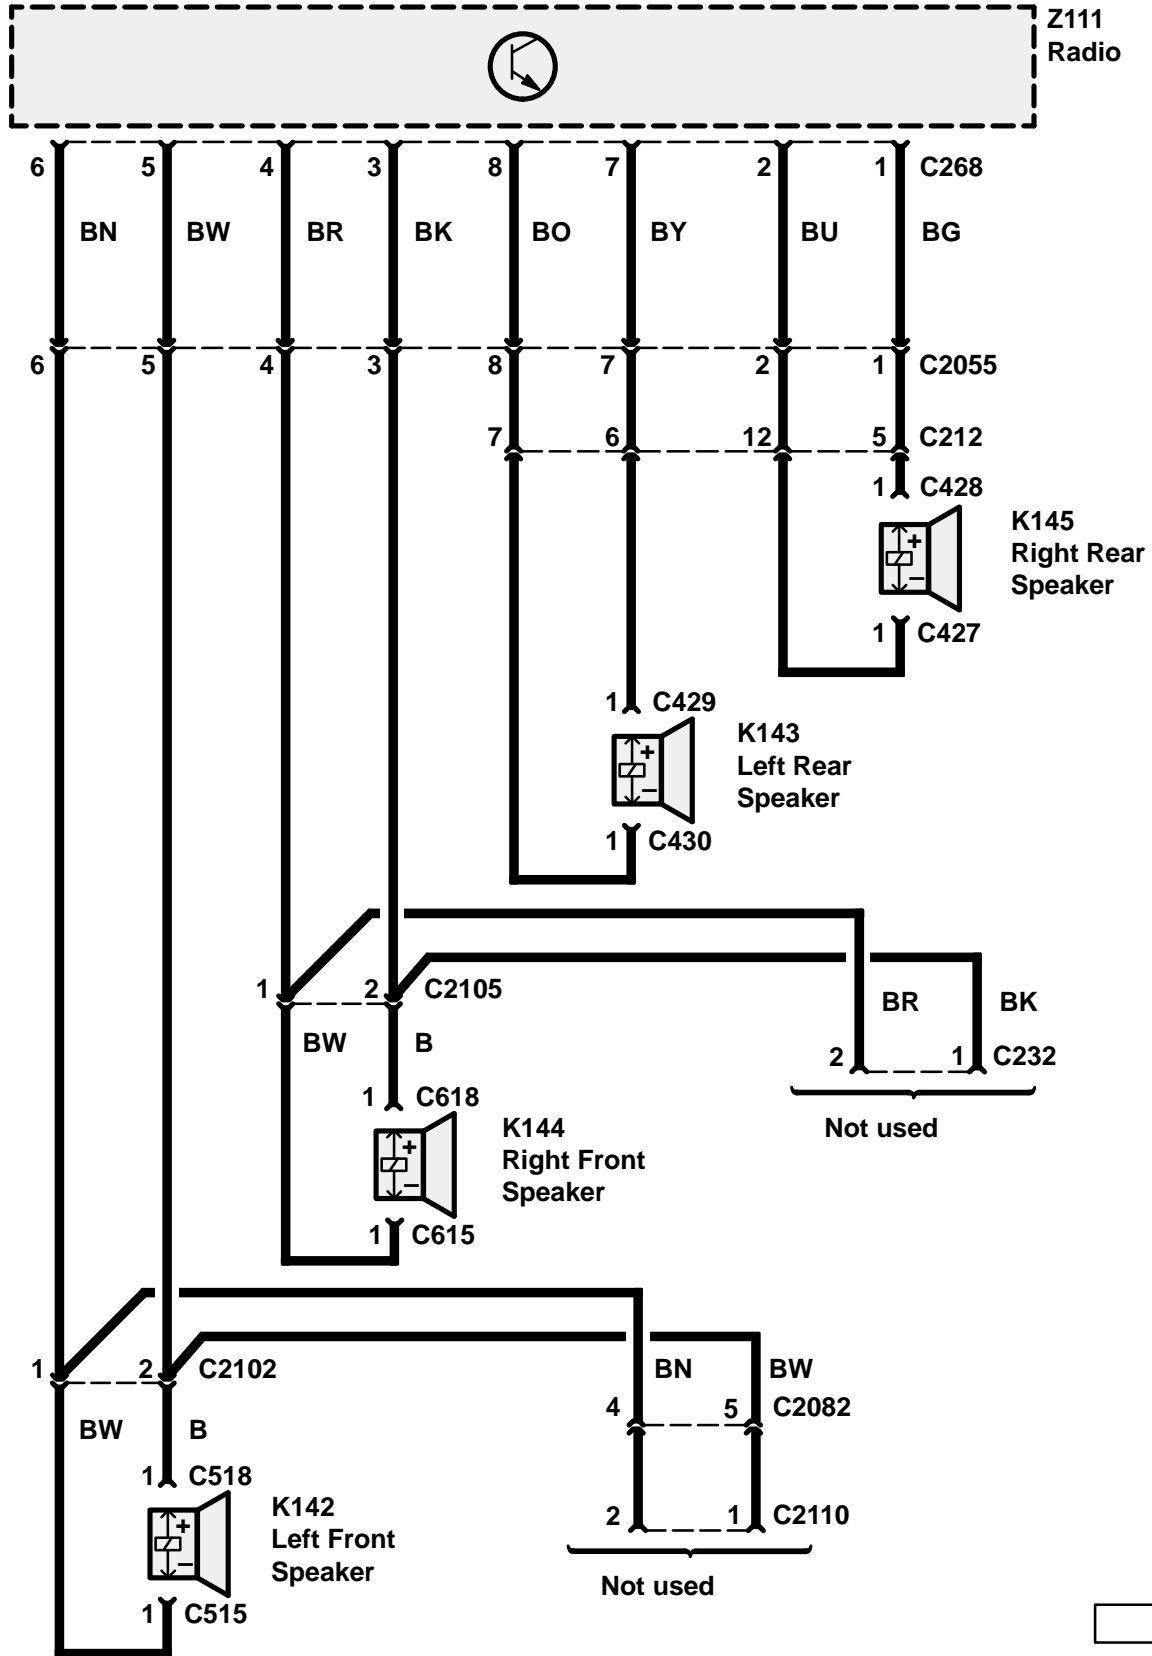 Z111
Radio
6 5 4 3 8 7 2 1 C268
BN BW BR BK BO BY BU BG
6 5 4 3 8 7 2 1 C2055
7 6 12 5 C212
1 C428
K145
Right Rear
Speaker
+
–
1 C427
1 C429
K143
Left Rear
Speaker
+
–
1 C430
1 2 C2105
BR BK
BW B
2 1 C232
1 C618
Not used
K144
Right Front
Speaker
+
–
1 C615
1 2 C2102
BN BW
4 5 C2082
BW B
1 C518
2 1 C2110
K142
Left Front
Speaker
+
–
Not used
1 C515